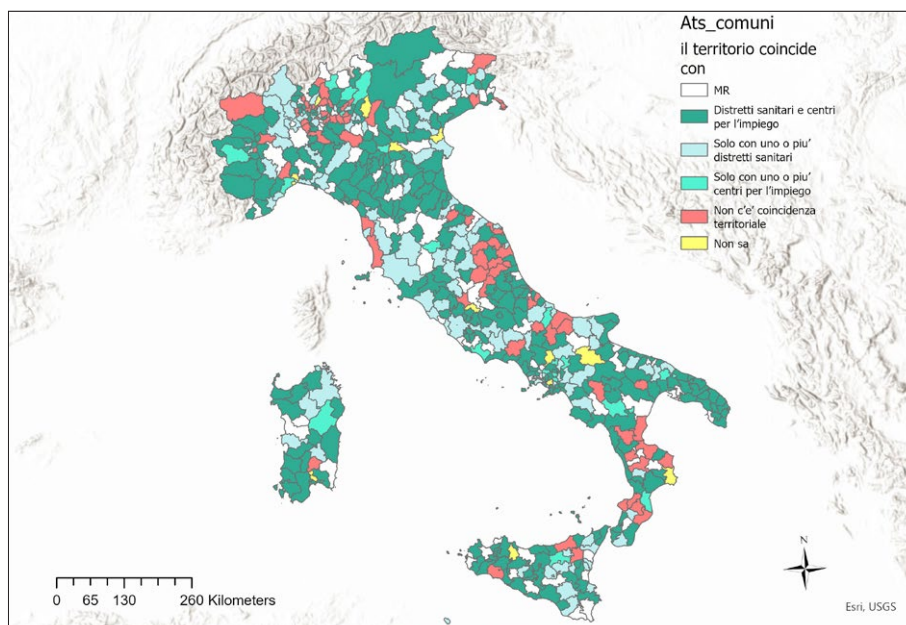 Ats_comuni
il territorio coincide
con
MR
Distretti sanitari e centri
per l'impiego
Solo con uno o piu'
distretti sanitari
Solo con uno o piu'
centri per l'impiego
Non c'e' coincidenza
territoriale
Non sa
N
0 65 130 260 Kilometers
Esri, USGS